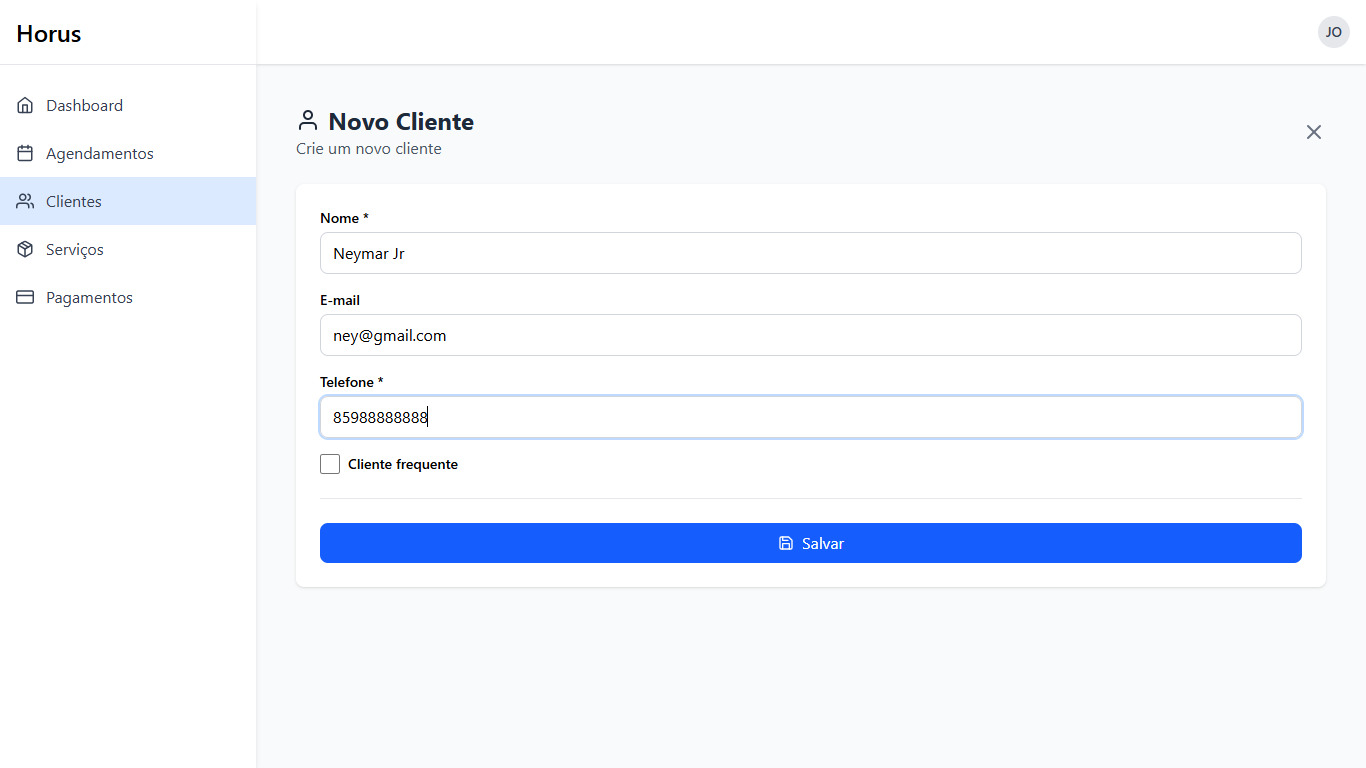 Horus
JO
Dashboard
Agendamentos
Clientes
Serviços
Pagamentos
Novo Cliente
Crie um novo cliente
Nome *
Neymar Jr
E-mail
ney@gmail.com
Telefone *
85988888888
Cliente frequente
Salvar